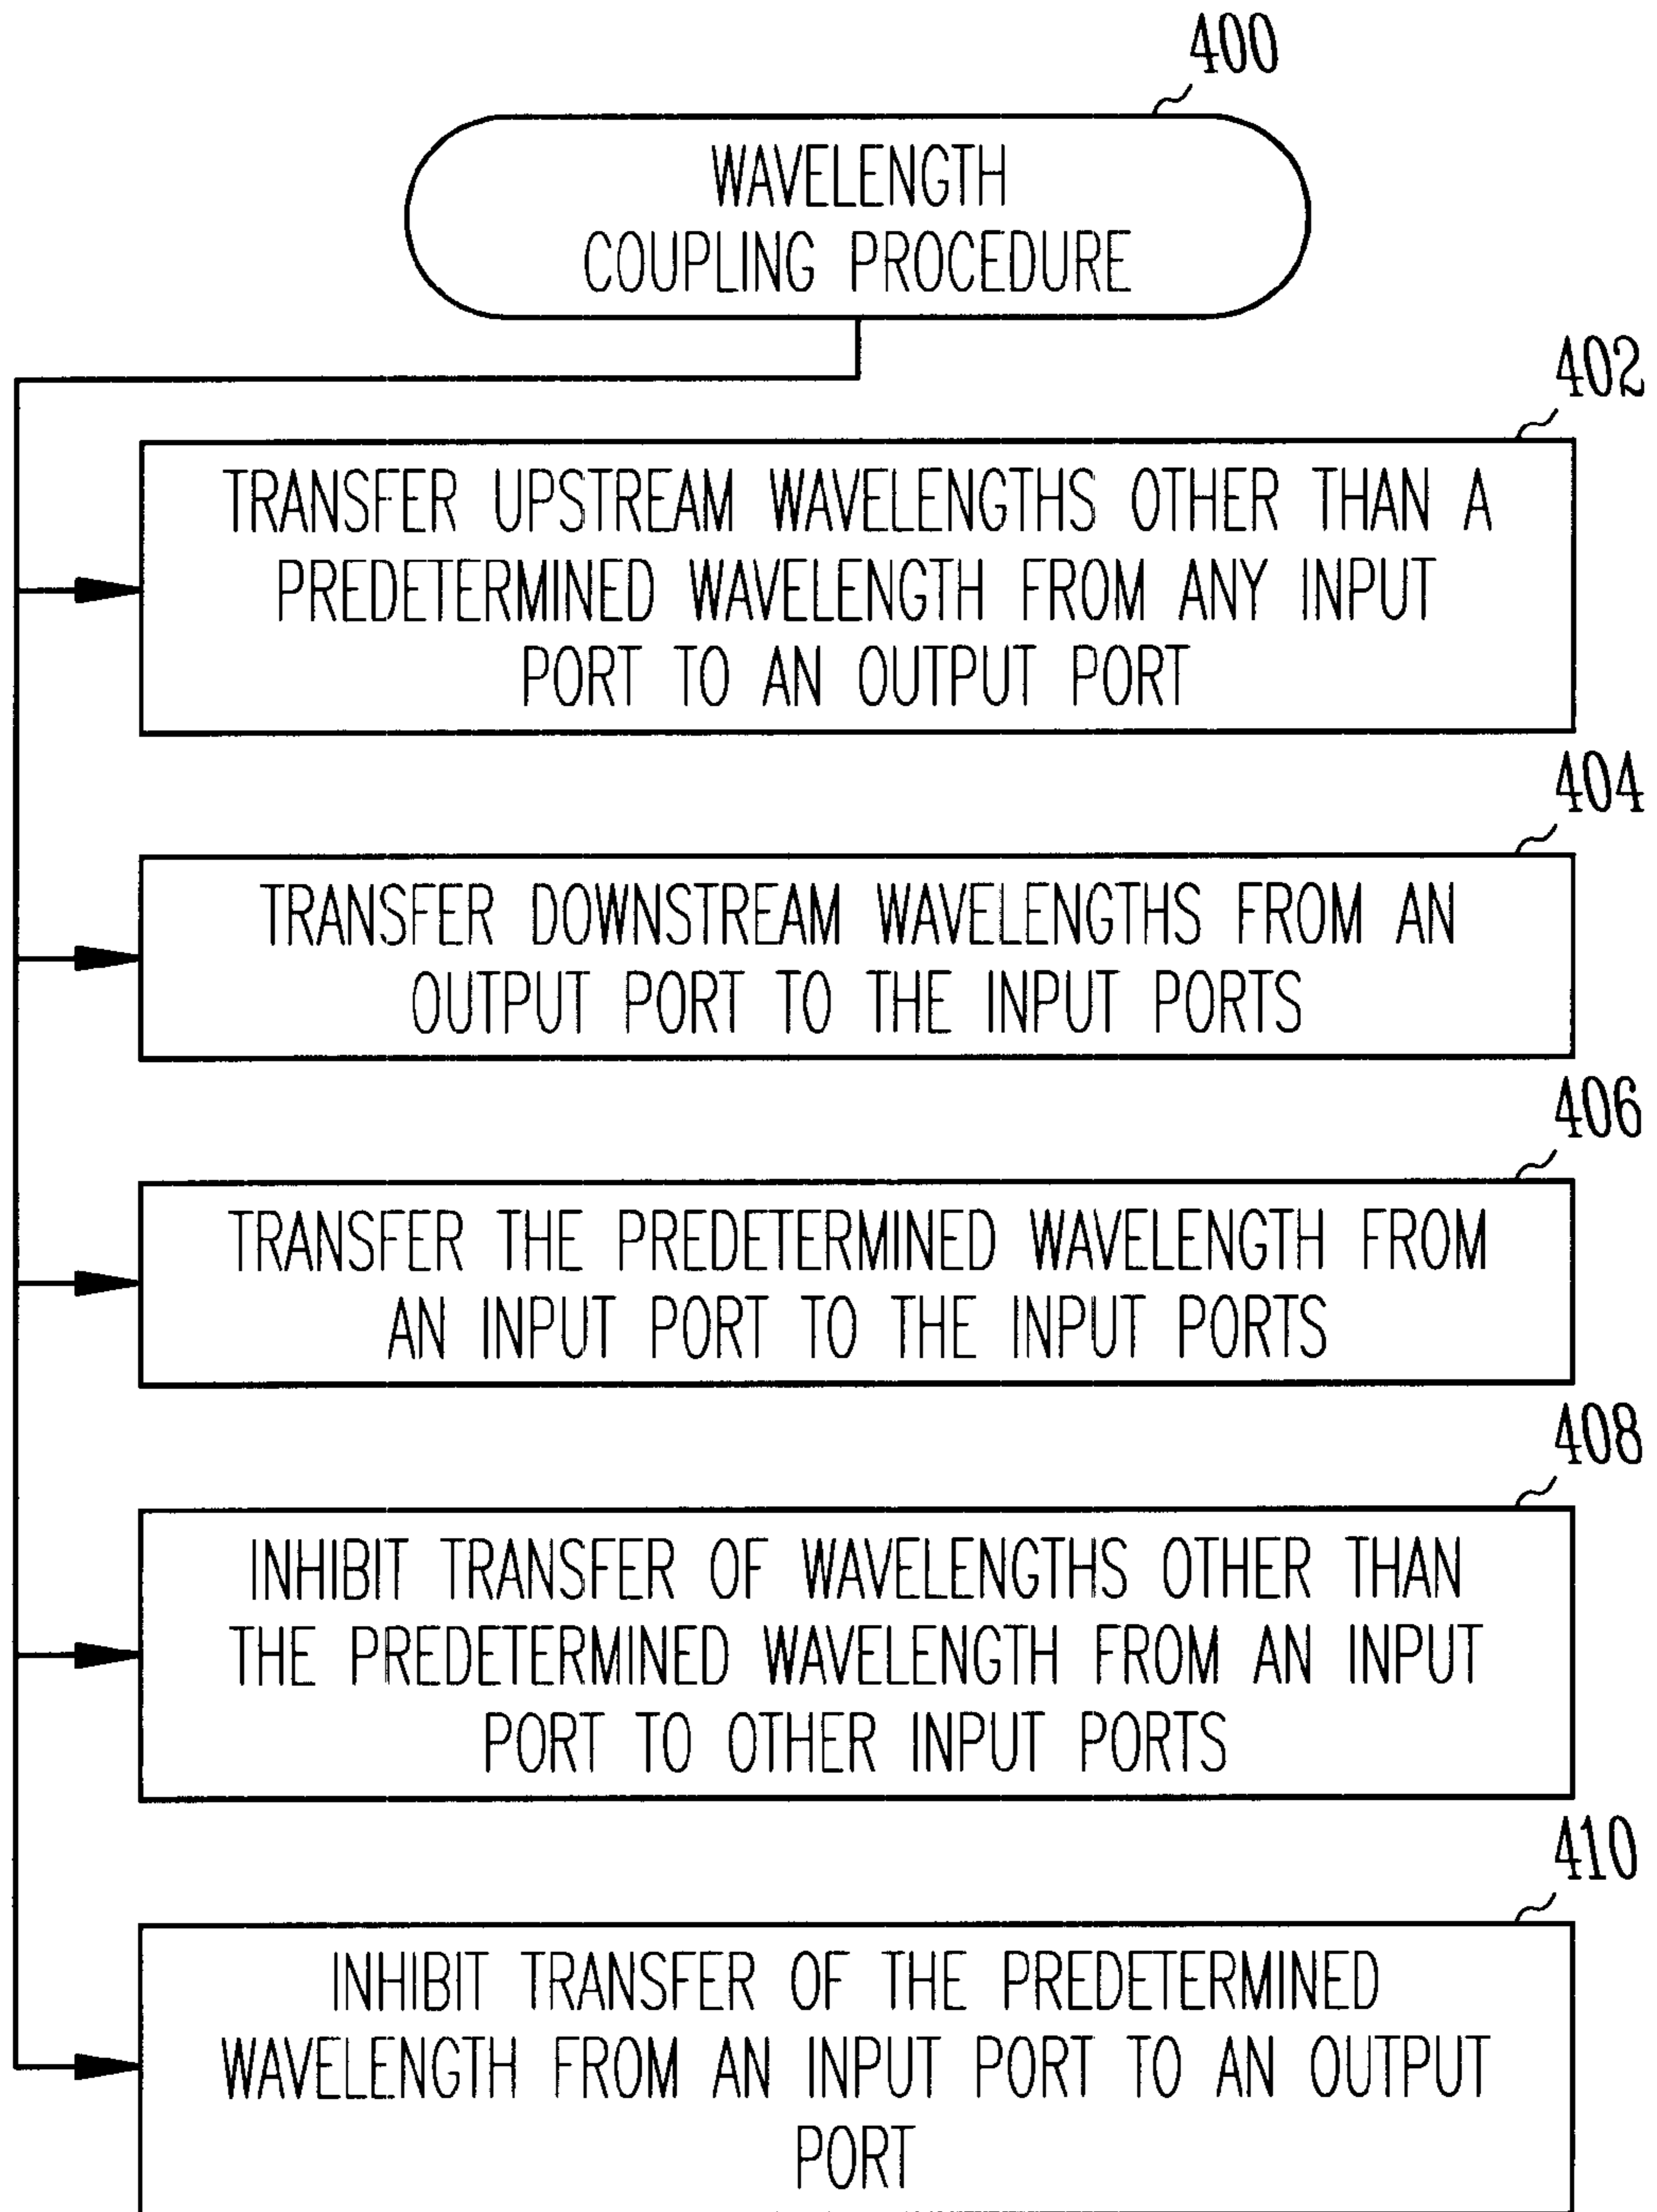 400
WAVELENGTH
COUPLING PROCEDURE
402
TRANSFER UPSTREAM WAVELENGTHS OTHER THAN A
PREDETERMINED WAVELENGTH FROM ANY INPUT
PORT TO AN OUTPUT PORT
404
TRANSFER DOWNSTREAM WAVELENGTHS FROM AN
OUTPUT PORT TO THE INPUT PORTS
406
TRANSFER THE PREDETERMINED WAVELENGTH FROM
AN INPUT PORT TO THE INPUT PORTS
408
INHIBIT TRANSFER OF WAVELENGTHS OTHER THAN
THE PREDETERMINED WAVELENGTH FROM AN INPUT
PORT TO OTHER INPUT PORTS
410
INHIBIT TRANSFER OF THE PREDETERMINED
WAVELENGTH FROM AN INPUT PORT TO AN OUTPUT
PORT